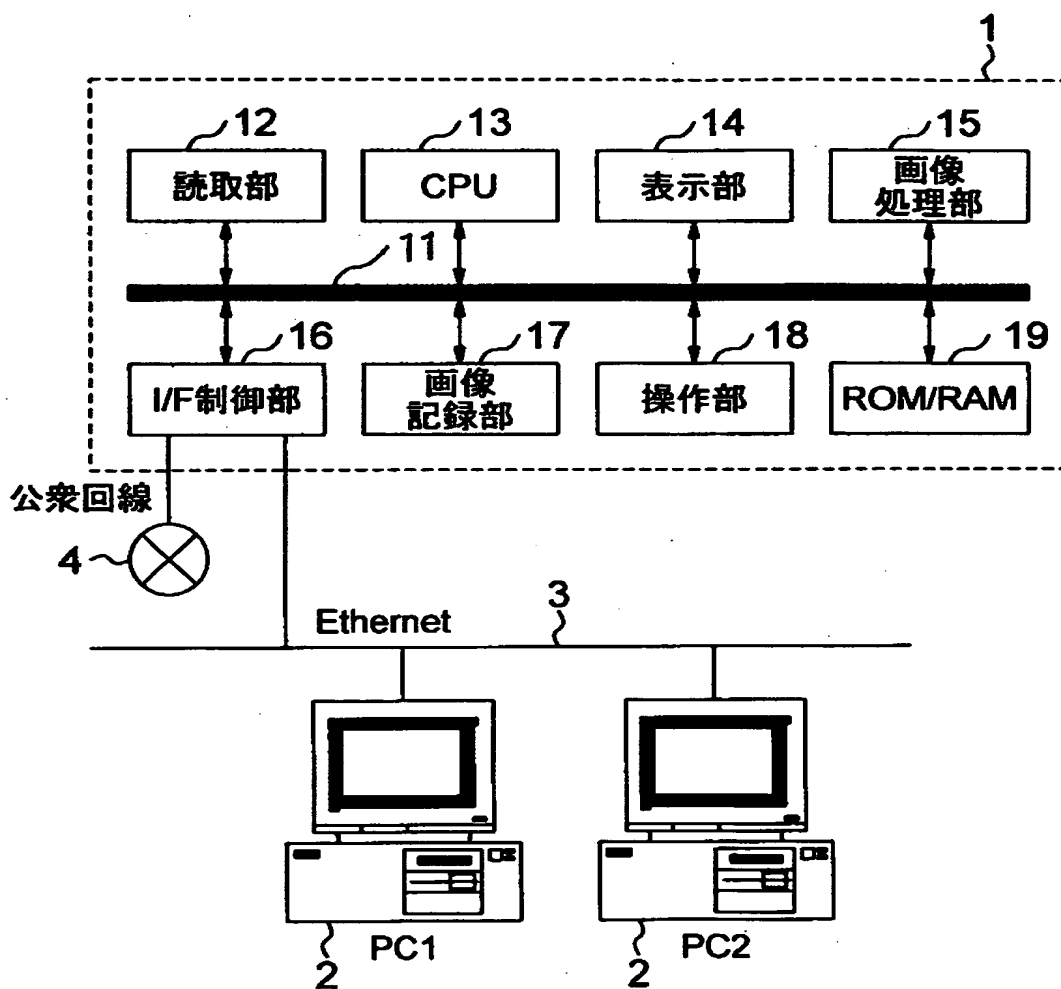 1
12
13
14
15
読取部
CPU
表示部
画像
処理部
11
16
17
18
19
I/F制御部
画像
記録部
操作部
ROM/RAM
公衆回線
4
Ethernet
3
2
PC1
2
PC2